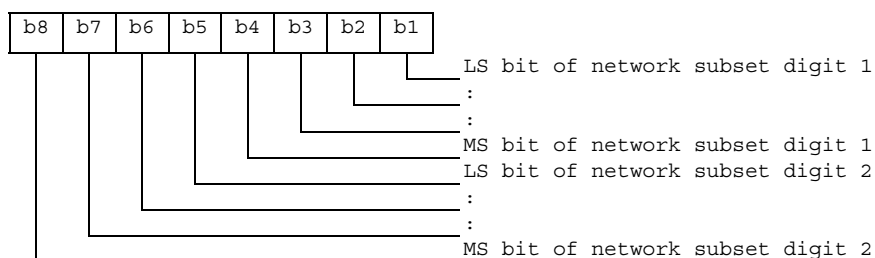 b8 b7 b6 b5 b4 b3 b2 b1
LS bit of network subset digit 1
:
:
MS bit of network subset digit 1
LS bit of network subset digit 2
:
:
MS bit of network subset digit 2